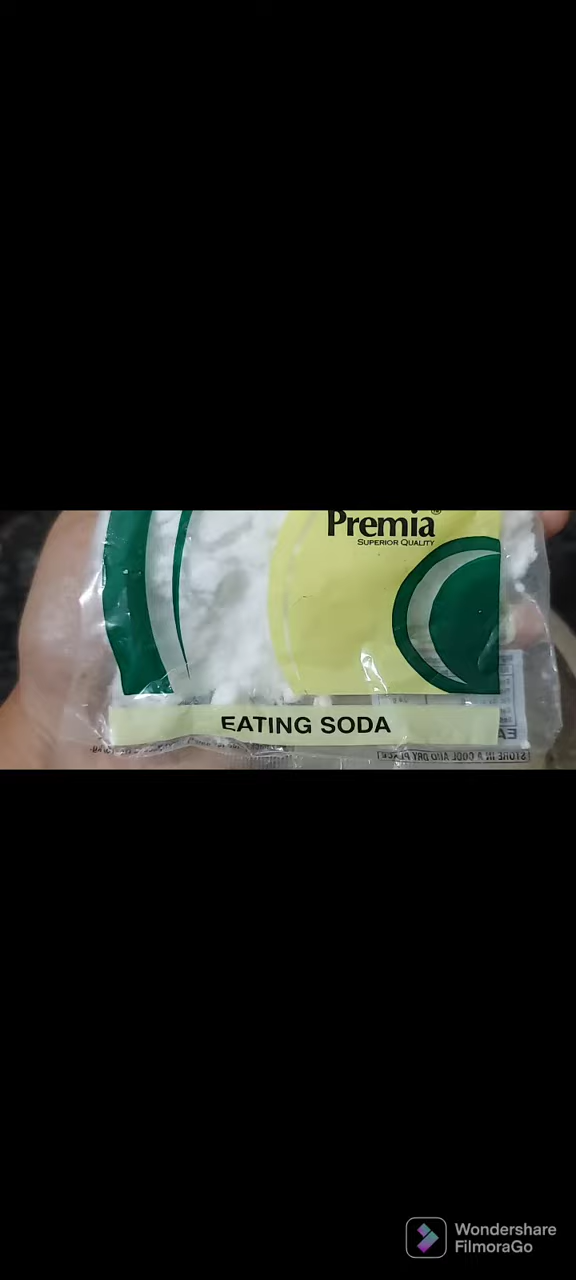 Premia®
SUPERIOR QUALITY
EATING SODA
STORE IN A COOL AND DRY PLACE
Wondershare
FilmoraGo